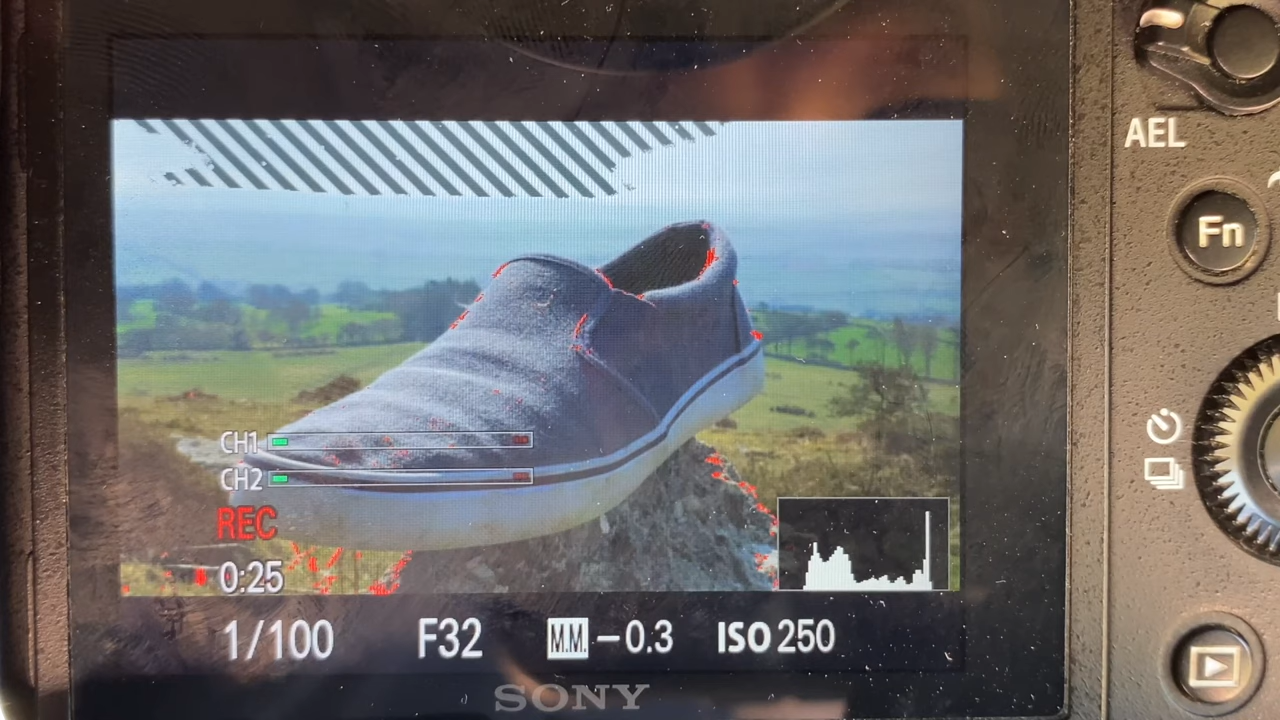 AEL
Fn
CH1
CH2
REC
0:25
1/100 F32 M.M. −0.3 ISO 250
SONY